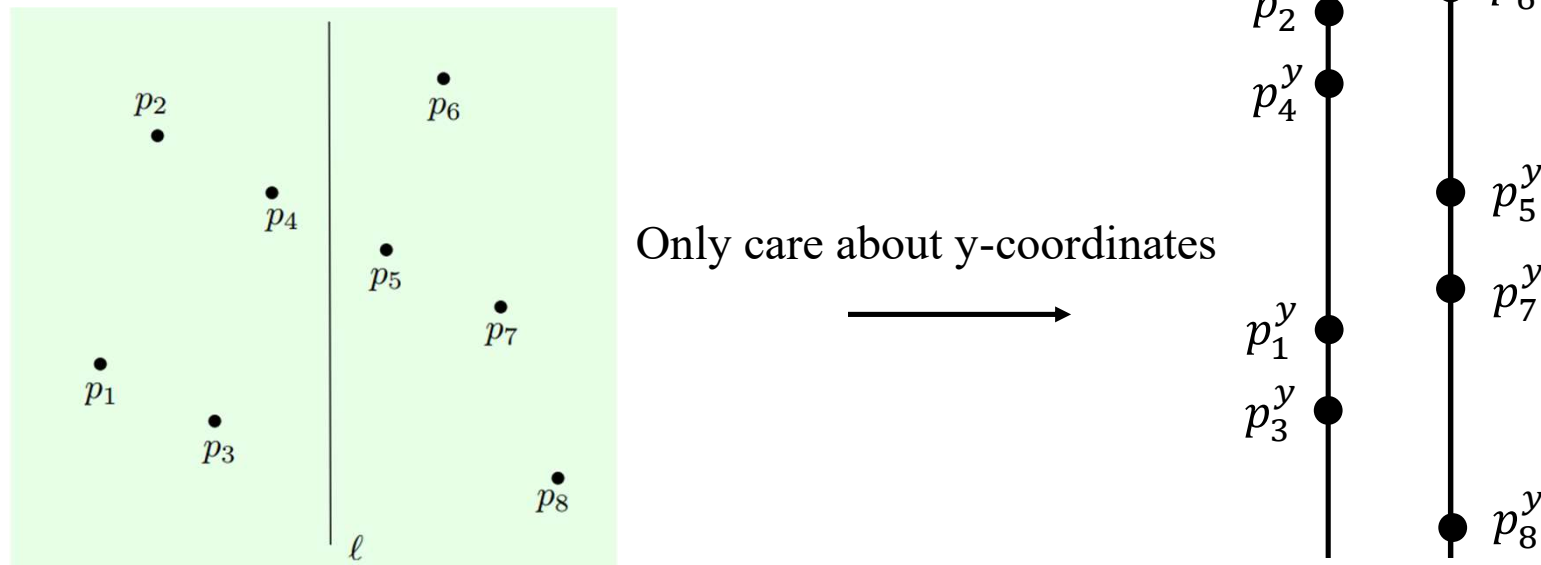 p₂
p₆
p₄
p₅
p₇
p₁
p₃
p₈
ℓ
Only care about y-coordinates
p₂
p₄ʸ
p₅ʸ
p₇ʸ
p₁ʸ
p₃ʸ
p₈ʸ